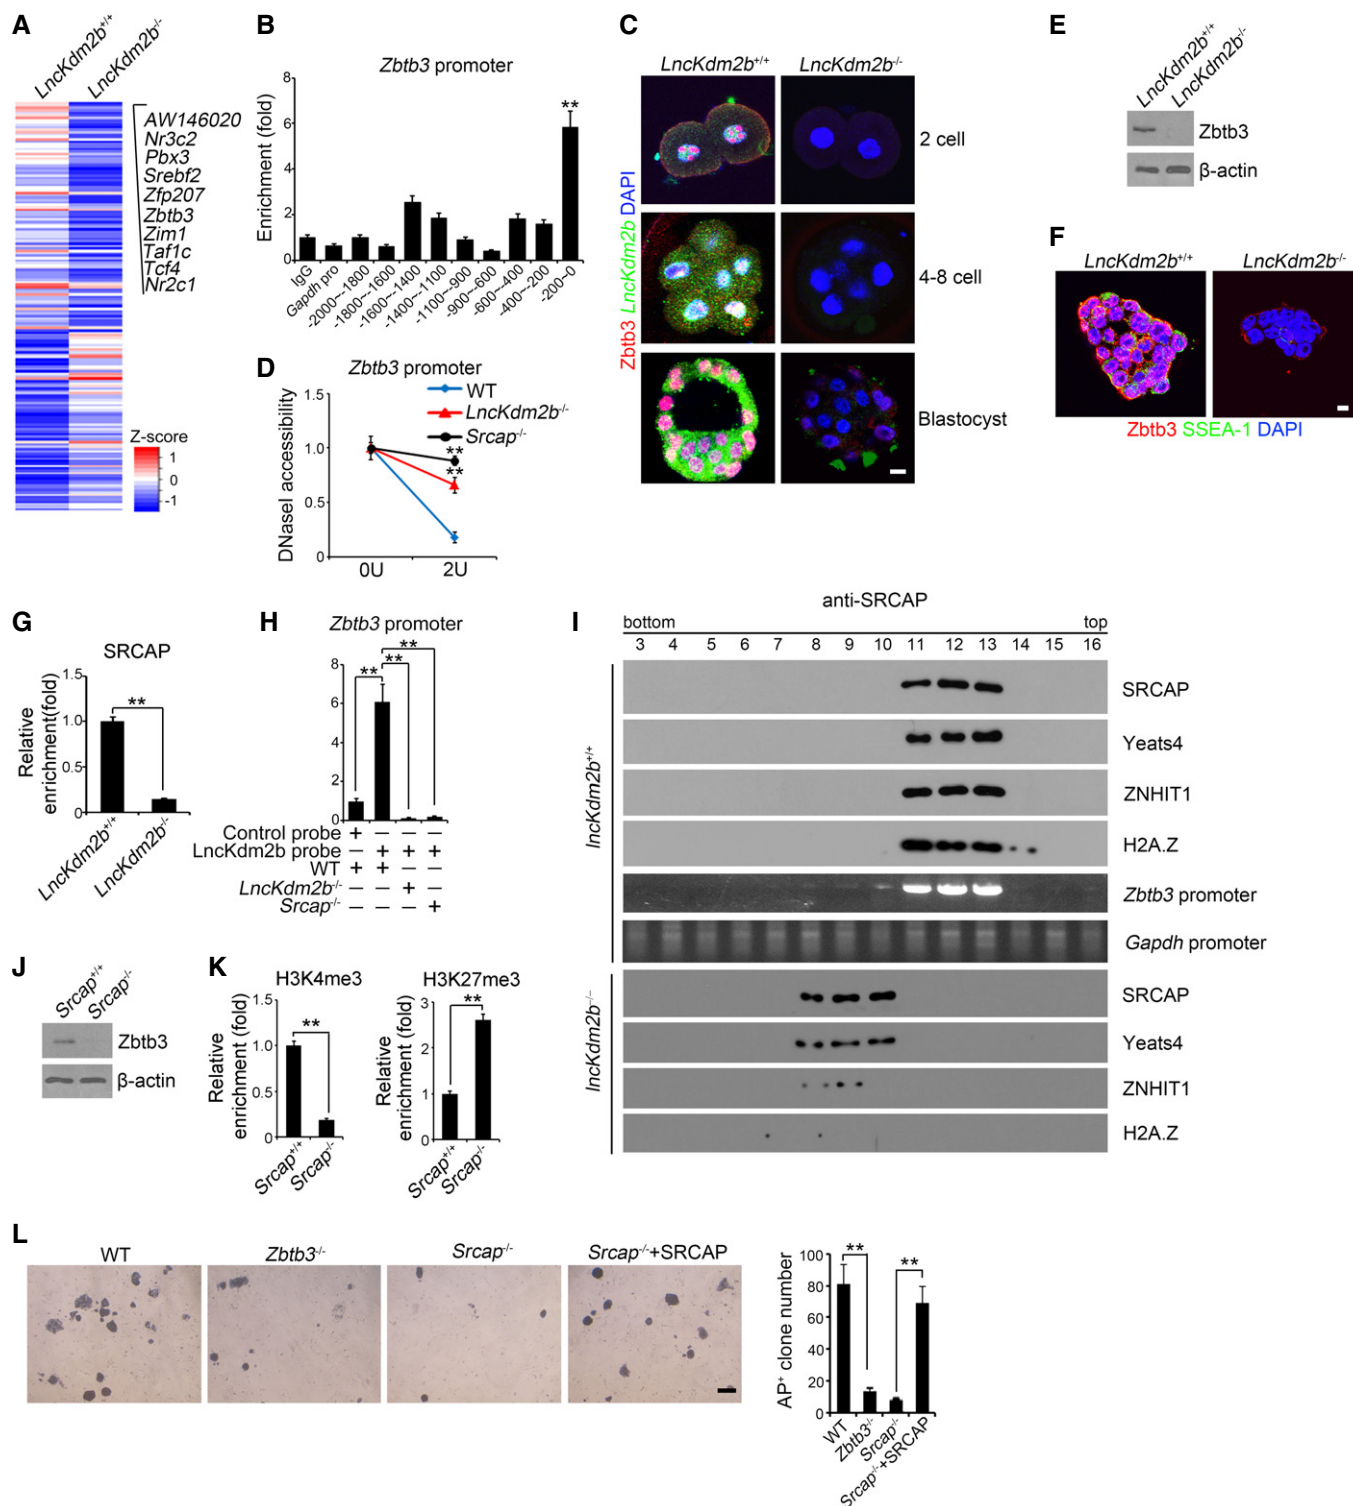 A
LncKdm2b+/+
LncKdm2b-/-
AW146020
Nr3c2
Pbx3
Srebf2
Zfp207
Zbtb3
Zim1
Taf1c
Tcf4
Nr2c1
Z-score
1
0
-1
B
Zbtb3 promoter
Enrichment (fold)
8
6
4
2
0
**
IgG
Gapdh pro
-2000~-1800
-1800~-1600
-1600~-1400
-1400~-1100
-1100~-900
-900~-600
-600~-400
-400~-200
-200~0
C
LncKdm2b+/+
LncKdm2b-/-
Zbtb3 LncKdm2b DAPI
2 cell
4-8 cell
Blastocyst
D
Zbtb3 promoter
WT
LncKdm2b-/-
Srcap-/-
DNaseI accessibility
1.5
1.0
0.5
0
**
**
0U
2U
E
LncKdm2b+/+
LncKdm2b-/-
Zbtb3
β-actin
F
LncKdm2b+/+
LncKdm2b-/-
Zbtb3 SSEA-1 DAPI
G
SRCAP
Relative enrichment(fold)
1.5
1.0
0.5
0
**
LncKdm2b+/+
LncKdm2b-/-
H
Zbtb3 promoter
8
6
4
2
0
**
**
**
Control probe + — — —
LncKdm2b probe — + + +
WT + + — —
LncKdm2b-/- — — + —
Srcap-/- — — — +
I
anti-SRCAP
bottom
top
3 4 5 6 7 8 9 10 11 12 13 14 15 16
lncKdm2b+/+
SRCAP
Yeats4
ZNHIT1
H2A.Z
Zbtb3 promoter
Gapdh promoter
lncKdm2b-/-
SRCAP
Yeats4
ZNHIT1
H2A.Z
J
Srcap+/+
Srcap-/-
Zbtb3
β-actin
K
H3K4me3
Relative enrichment (fold)
1.5
1.0
0.5
0
**
Srcap+/+
Srcap-/-
H3K27me3
Relative enrichment (fold)
3
2
1
0
**
Srcap+/+
Srcap-/-
L
WT
Zbtb3-/-
Srcap-/-
Srcap-/-+SRCAP
AP+ clone number
100
80
60
40
20
0
**
**
WT
Zbtb3-/-
Srcap-/-
Srcap-/-+SRCAP